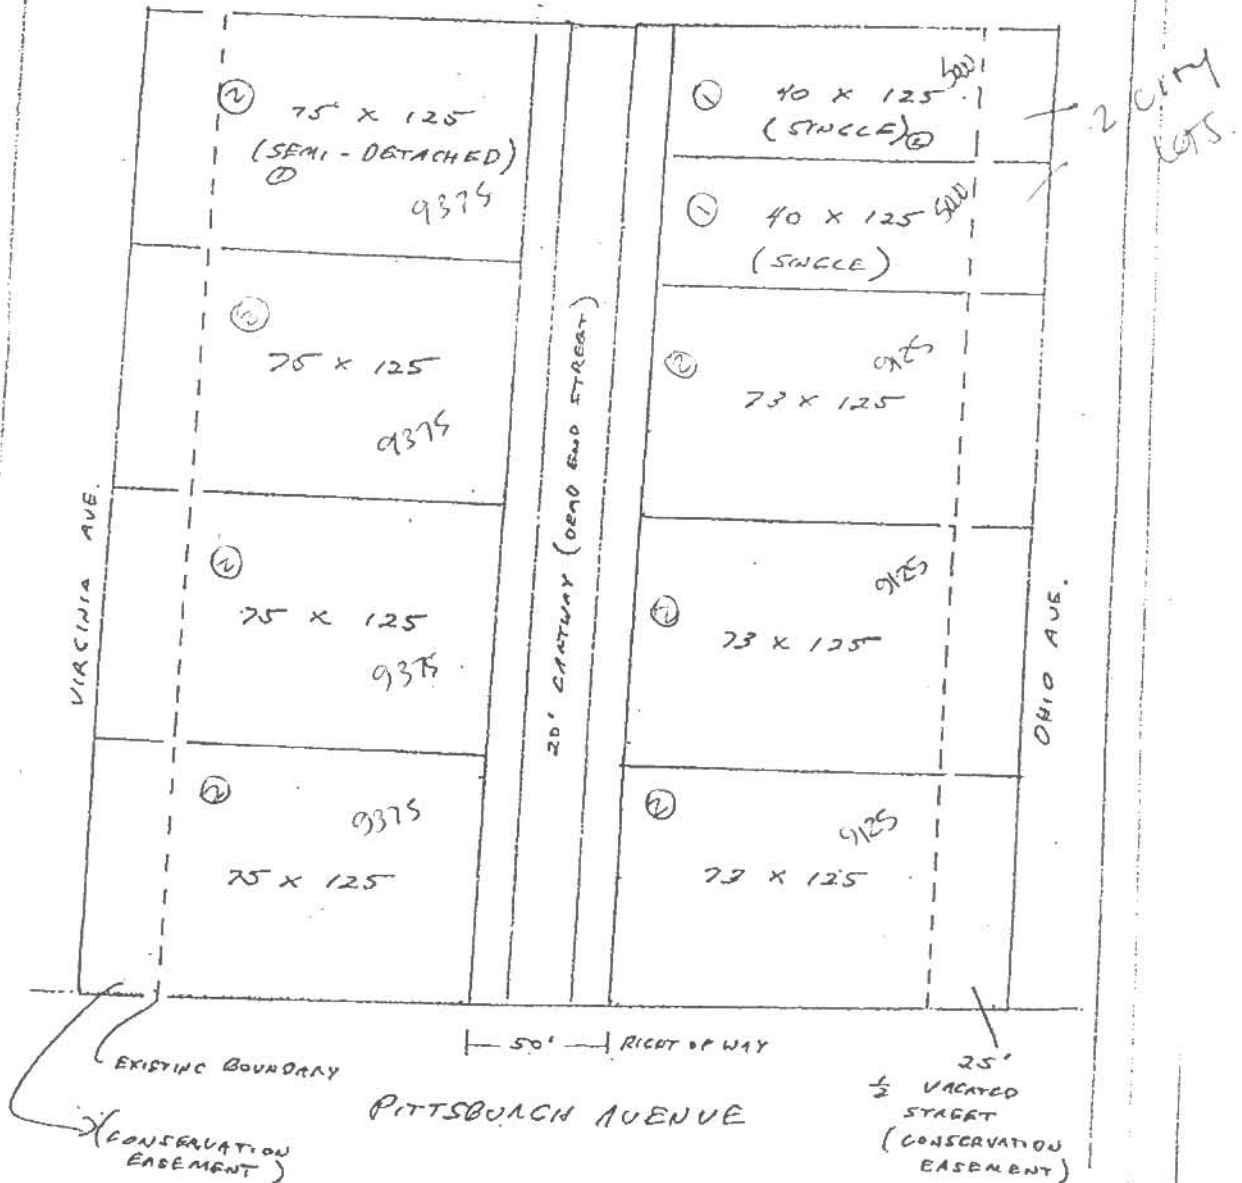 ②
75 x 125
(SEMI-DETACHED)
9375
75 x 125
9375
②
75 x 125
9375
②
9375
75 x 125
VIRGINIA AVE.
20' CARTWAY (DEAD END STREET)
①
40 x 125
(SINGLE)
①
40 x 125
(SINGLE)
2 CITY
LOTS.
②
9125
73 x 125
②
9125
73 x 125
②
9125
73 x 125
OHIO AVE.
50' RIGHT OF WAY
EXISTING BOUNDARY
PITTSBURGH AVENUE
(CONSERVATION
EASEMENT)
25'
½ VACATED
STREET
(CONSERVATION
EASEMENT)